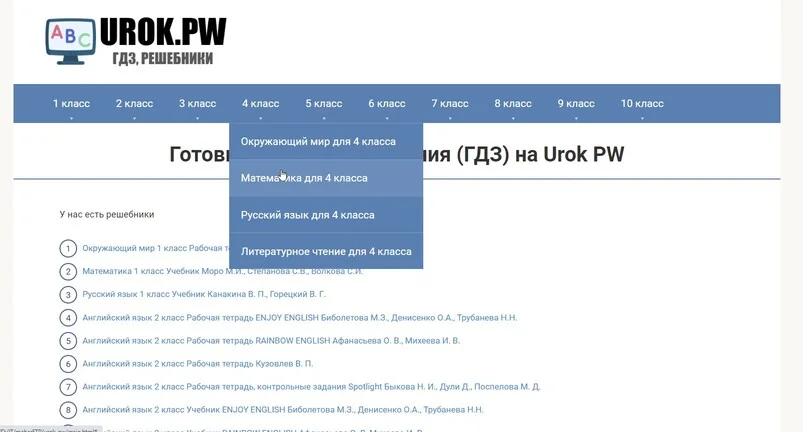 ABC UROK.PW
ГДЗ, РЕШЕБНИКИ
1 класс 2 класс 3 класс 4 класс 5 класс 6 класс 7 класс 8 класс 9 класс 10 класс
Окружающий мир для 4 класса
Математика для 4 класса
Русский язык для 4 класса
Литературное чтение для 4 класса
(ГДЗ) на Urok PW
У нас есть решебники
1 Окружающий мир 1 класс Рабочая
2 Математика 1 класс Учебник Моро М.И., Степанова С.В., Волкова С.И.
3 Русский язык 1 класс Учебник Канакина В. П., Горецкий В. Г.
4 Английский язык 2 класс Рабочая тетрадь ENJOY ENGLISH Биболетова М.З., Денисенко О.А., Трубанева Н.Н.
5 Английский язык 2 класс Рабочая тетрадь RAINBOW ENGLISH Афанасьева О. В., Михеева И. В.
6 Английский язык 2 класс Рабочая тетрадь Кузовлев В. П.
7 Английский язык 2 класс Рабочая тетрадь, контрольные задания Spotlight Быкова Н. И., Дули Д., Поспелова М. Д.
8 Английский язык 2 класс Учебник ENJOY ENGLISH Биболетова М.З., Денисенко О.А., Трубанева Н.Н.